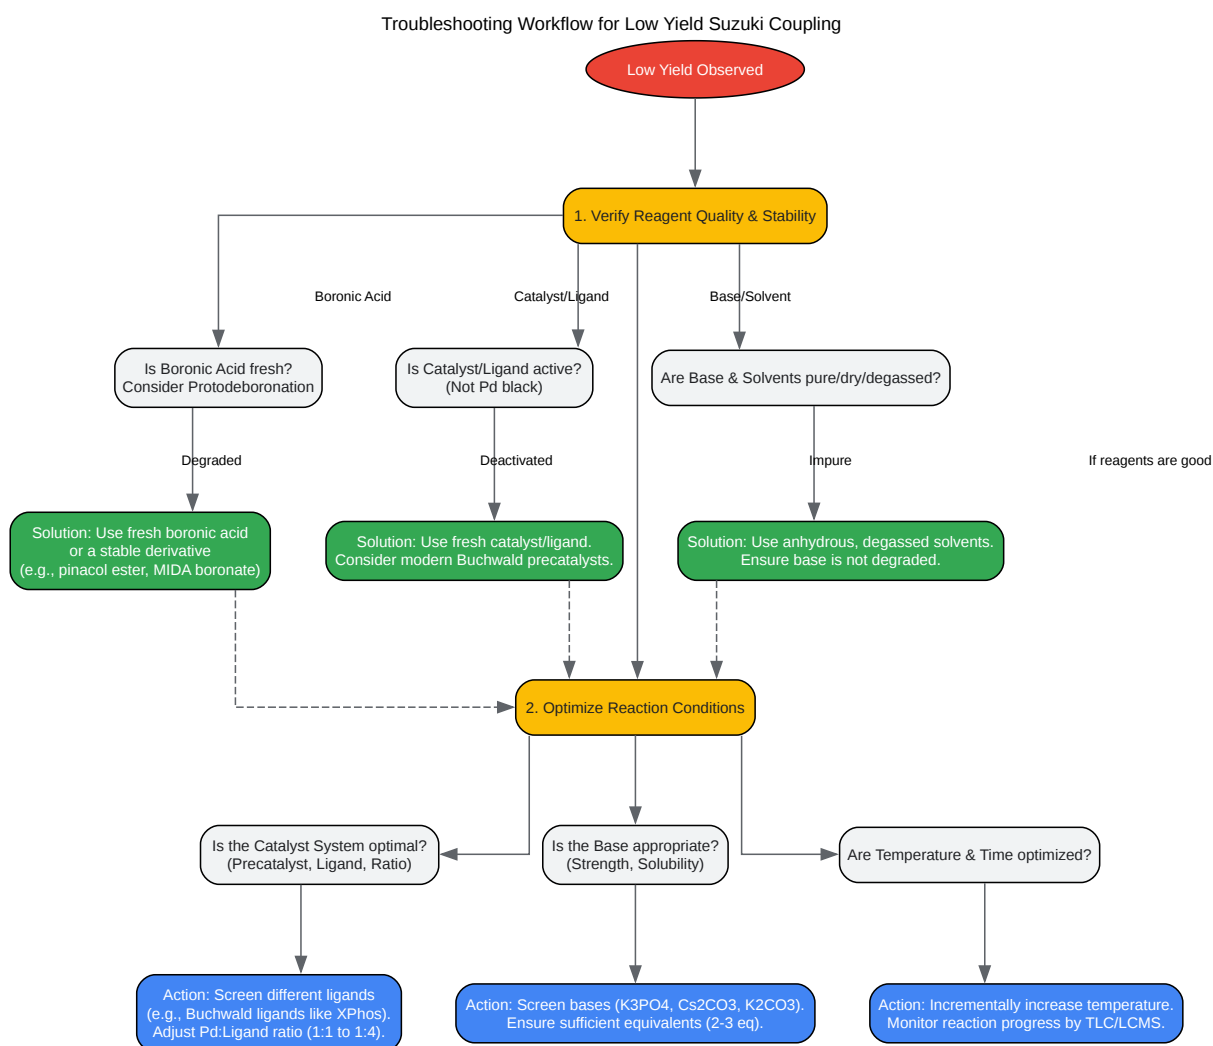 Troubleshooting Workflow for Low Yield Suzuki Coupling
Low Yield Observed
1. Verify Reagent Quality & Stability
Boronic Acid
Catalyst/Ligand
Base/Solvent
Is Boronic Acid fresh?
Consider Protodeboronation
Is Catalyst/Ligand active?
(Not Pd black)
Are Base & Solvents pure/dry/degassed?
Degraded
Deactivated
Impure
If reagents are good
Solution: Use fresh boronic acid
or a stable derivative
(e.g., pinacol ester, MIDA boronate)
Solution: Use fresh catalyst/ligand.
Consider modern Buchwald precatalysts.
Solution: Use anhydrous, degassed solvents.
Ensure base is not degraded.
2. Optimize Reaction Conditions
Is the Catalyst System optimal?
(Precatalyst, Ligand, Ratio)
Is the Base appropriate?
(Strength, Solubility)
Are Temperature & Time optimized?
Action: Screen different ligands
(e.g., Buchwald ligands like XPhos).
Adjust Pd:Ligand ratio (1:1 to 1:4).
Action: Screen bases (K3PO4, Cs2CO3, K2CO3).
Ensure sufficient equivalents (2-3 eq).
Action: Incrementally increase temperature.
Monitor reaction progress by TLC/LCMS.